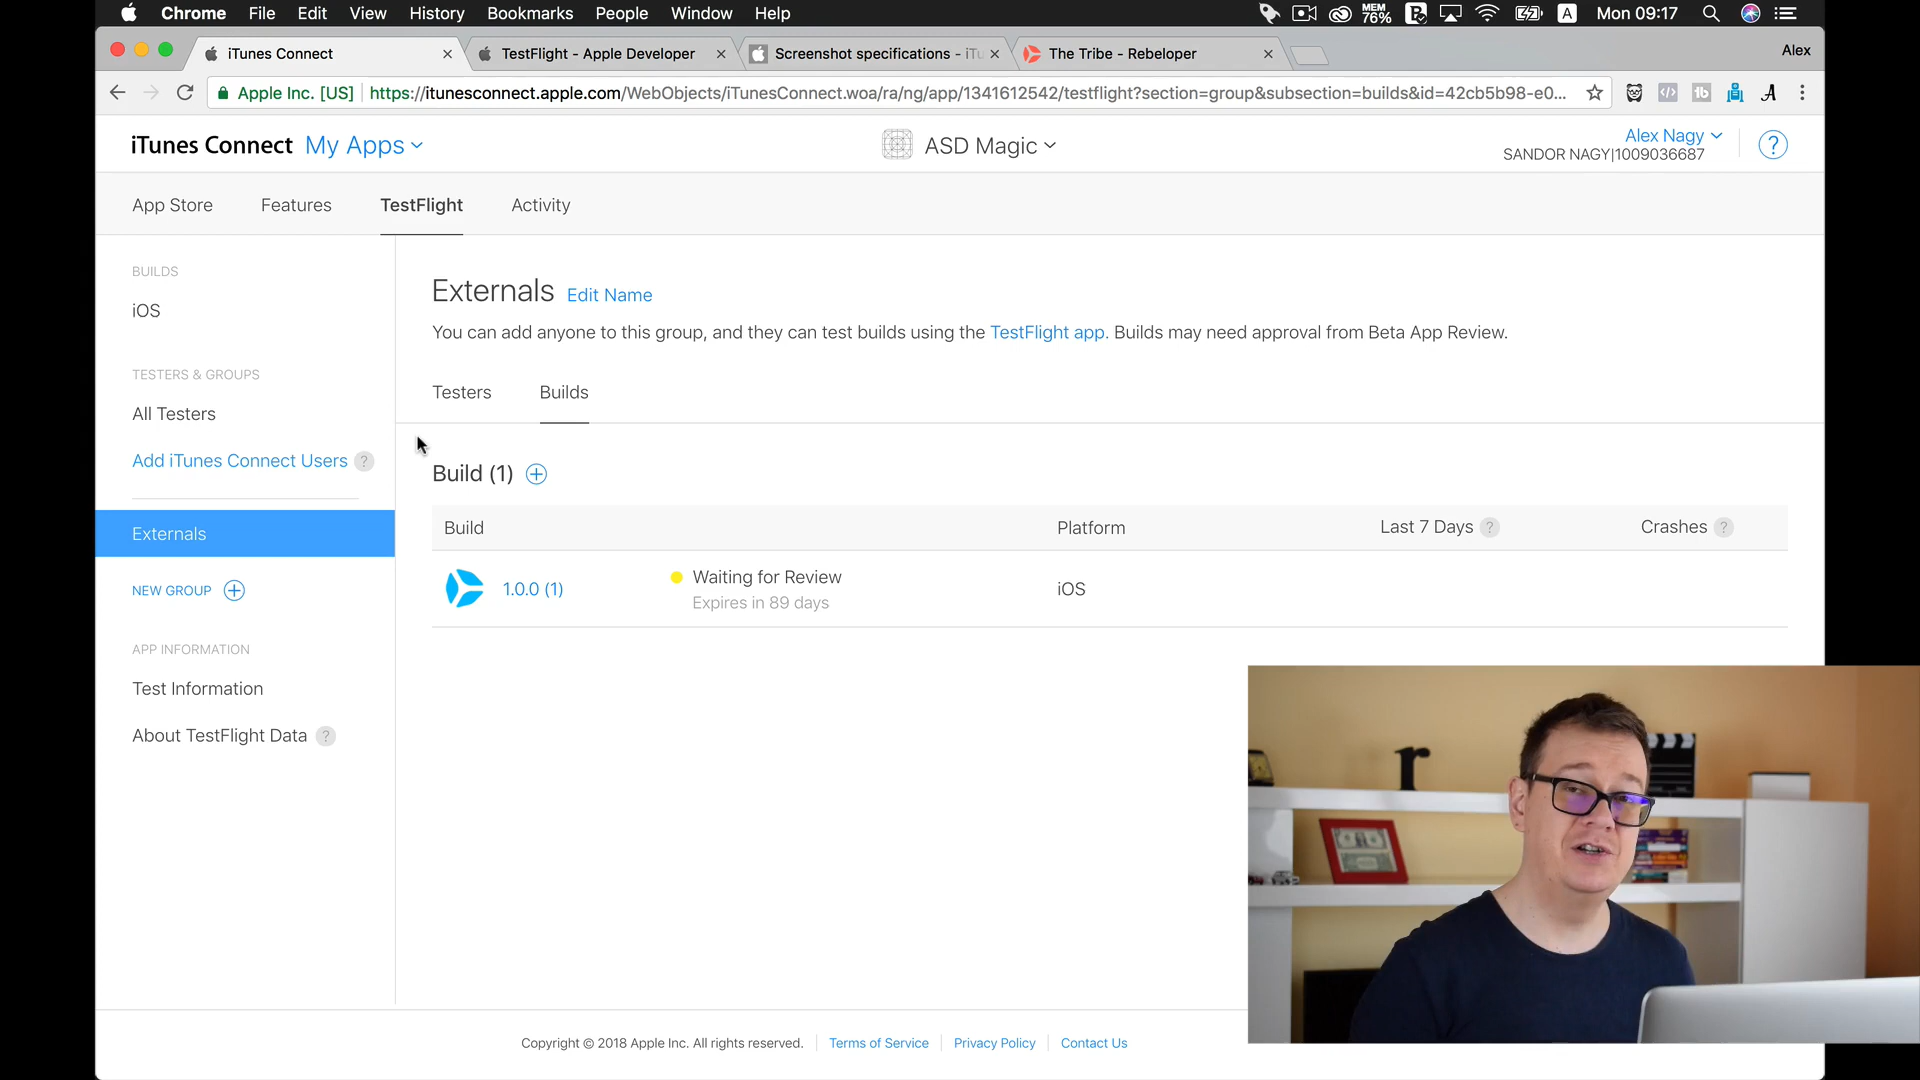 Chrome File Edit View History Bookmarks People Window Help MEM 76% A Mon 09:17
iTunes Connect TestFlight - Apple Developer Screenshot specifications - iTu The Tribe - Rebeloper Alex
Apple Inc. [US] https://itunesconnect.apple.com/WebObjects/iTunesConnect.woa/ra/ng/app/1341612542/testflight?section=group&subsection=builds&id=42cb5b98-e0...
iTunes Connect My Apps ASD Magic Alex Nagy ?
SANDOR NAGY|1009036687
App Store Features TestFlight Activity
BUILDS
iOS
TESTERS & GROUPS
All Testers
Add iTunes Connect Users ?
Externals
NEW GROUP
APP INFORMATION
Test Information
About TestFlight Data ?
Externals Edit Name
You can add anyone to this group, and they can test builds using the TestFlight app. Builds may need approval from Beta App Review.
Testers Builds
Build (1)
Build Platform Last 7 Days ? Crashes ?
1.0.0 (1) Waiting for Review iOS
Expires in 89 days
r
Copyright © 2018 Apple Inc. All rights reserved. Terms of Service Privacy Policy Contact Us